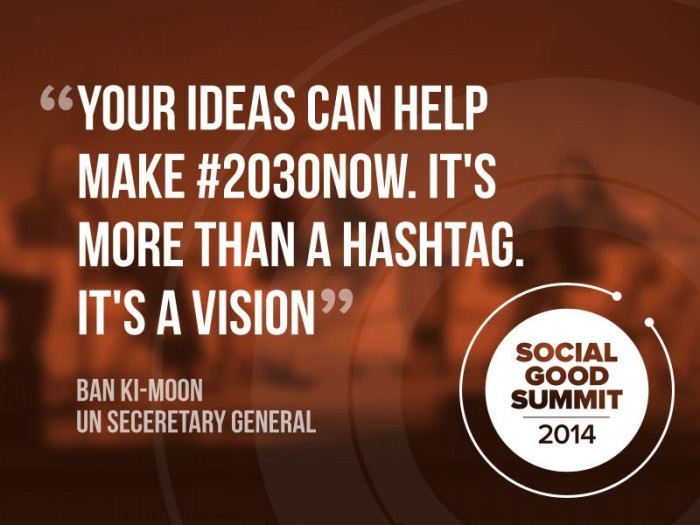 “YOUR IDEAS CAN HELP
MAKE #2030NOW. IT'S
MORE THAN A HASHTAG.
IT'S A VISION”
BAN KI-MOON
UN SECERETARY GENERAL
SOCIAL
GOOD
SUMMIT
2014